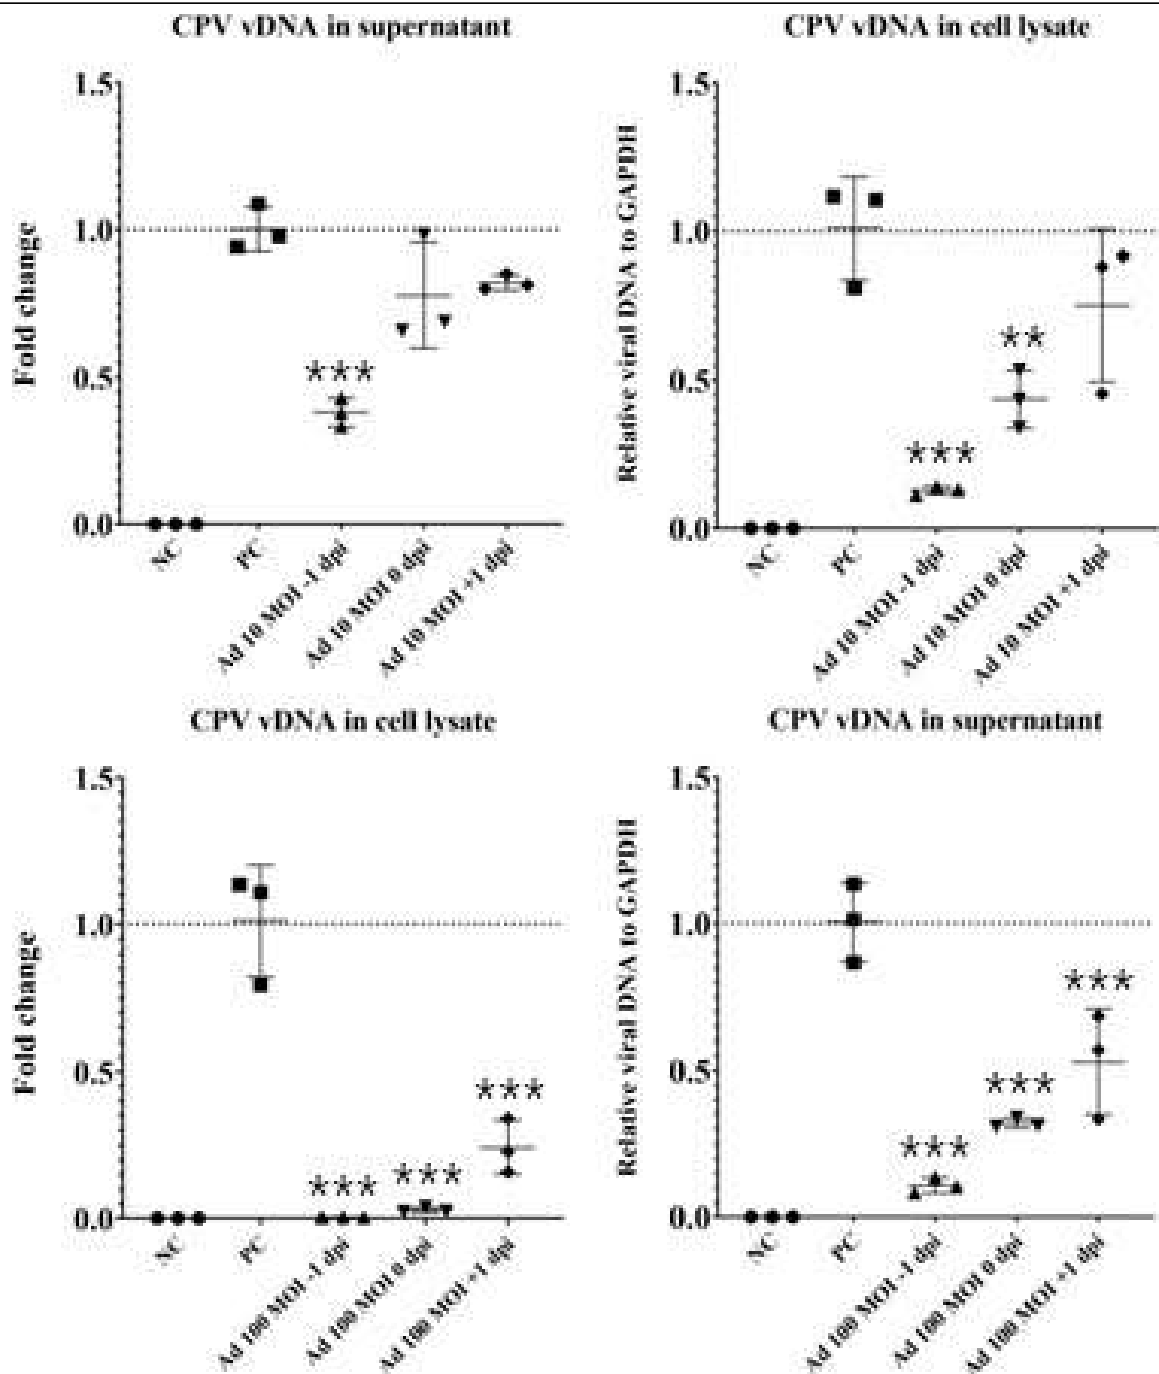 CPV vDNA in supernatant
Fold change
1.5
1.0
0.5
0.0
***
NC
PC
Ad 10 MOI -1 dpi
Ad 10 MOI 0 dpi
Ad 10 MOI +1 dpi
CPV vDNA in cell lysate
Relative viral DNA to GAPDH
1.5
1.0
0.5
0.0
***
**
NC
PC
Ad 10 MOI -1 dpi
Ad 10 MOI 0 dpi
Ad 10 MOI +1 dpi
CPV vDNA in cell lysate
Fold change
1.5
1.0
0.5
0.0
***
***
***
NC
PC
Ad 100 MOI -1 dpi
Ad 100 MOI 0 dpi
Ad 100 MOI +1 dpi
CPV vDNA in supernatant
Relative viral DNA to GAPDH
1.5
1.0
0.5
0.0
***
***
***
NC
PC
Ad 100 MOI -1 dpi
Ad 100 MOI 0 dpi
Ad 100 MOI +1 dpi